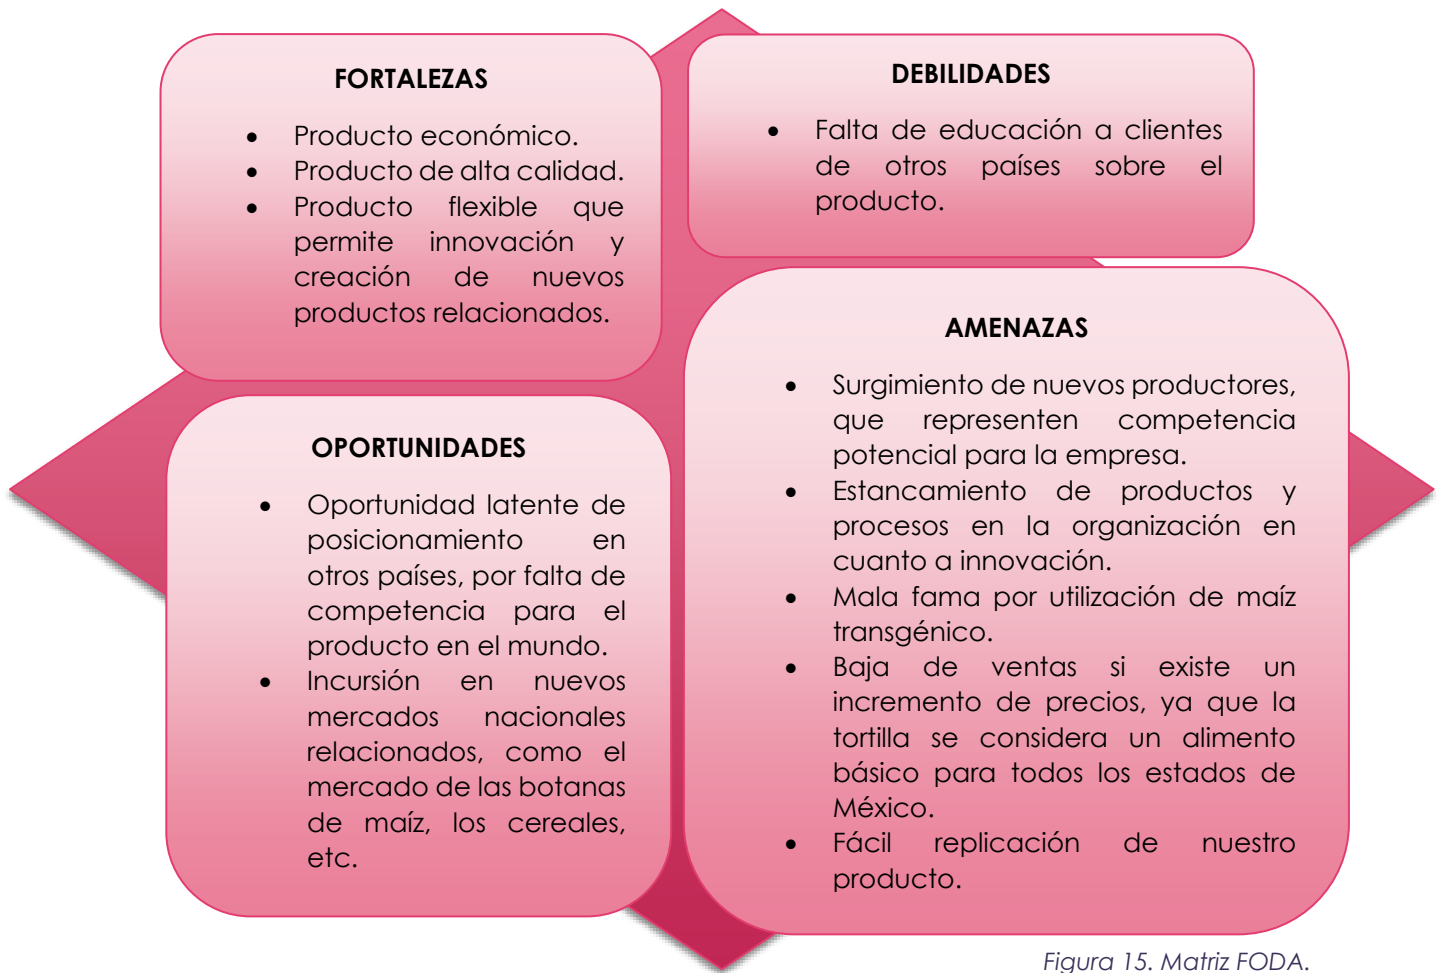 FORTALEZAS
• Producto económico.
• Producto de alta calidad.
• Producto flexible que
permite innovación y
creación de nuevos
productos relacionados.
DEBILIDADES
• Falta de educación a clientes
de otros países sobre el
producto.
OPORTUNIDADES
• Oportunidad latente de
posicionamiento en
otros países, por falta de
competencia para el
producto en el mundo.
• Incursión en nuevos
mercados nacionales
relacionados, como el
mercado de las botanas
de maíz, los cereales,
etc.
AMENAZAS
• Surgimiento de nuevos productores,
que representen competencia
potencial para la empresa.
• Estancamiento de productos y
procesos en la organización en
cuanto a innovación.
• Mala fama por utilización de maíz
transgénico.
• Baja de ventas si existe un
incremento de precios, ya que la
tortilla se considera un alimento
básico para todos los estados de
México.
• Fácil replicación de nuestro
producto.
Figura 15. Matriz FODA.